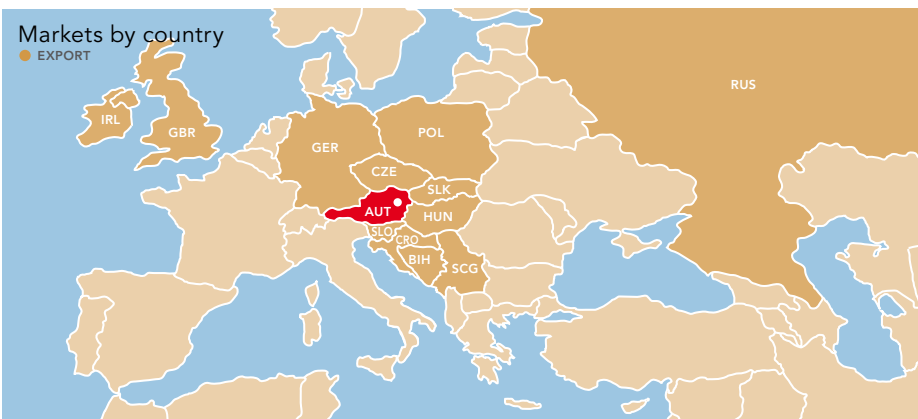 Markets by country
EXPORT
RUS
IRL
GBR
POL
GER
CZE
SLK
AUT
HUN
SLO
CRO
BIH
SCG